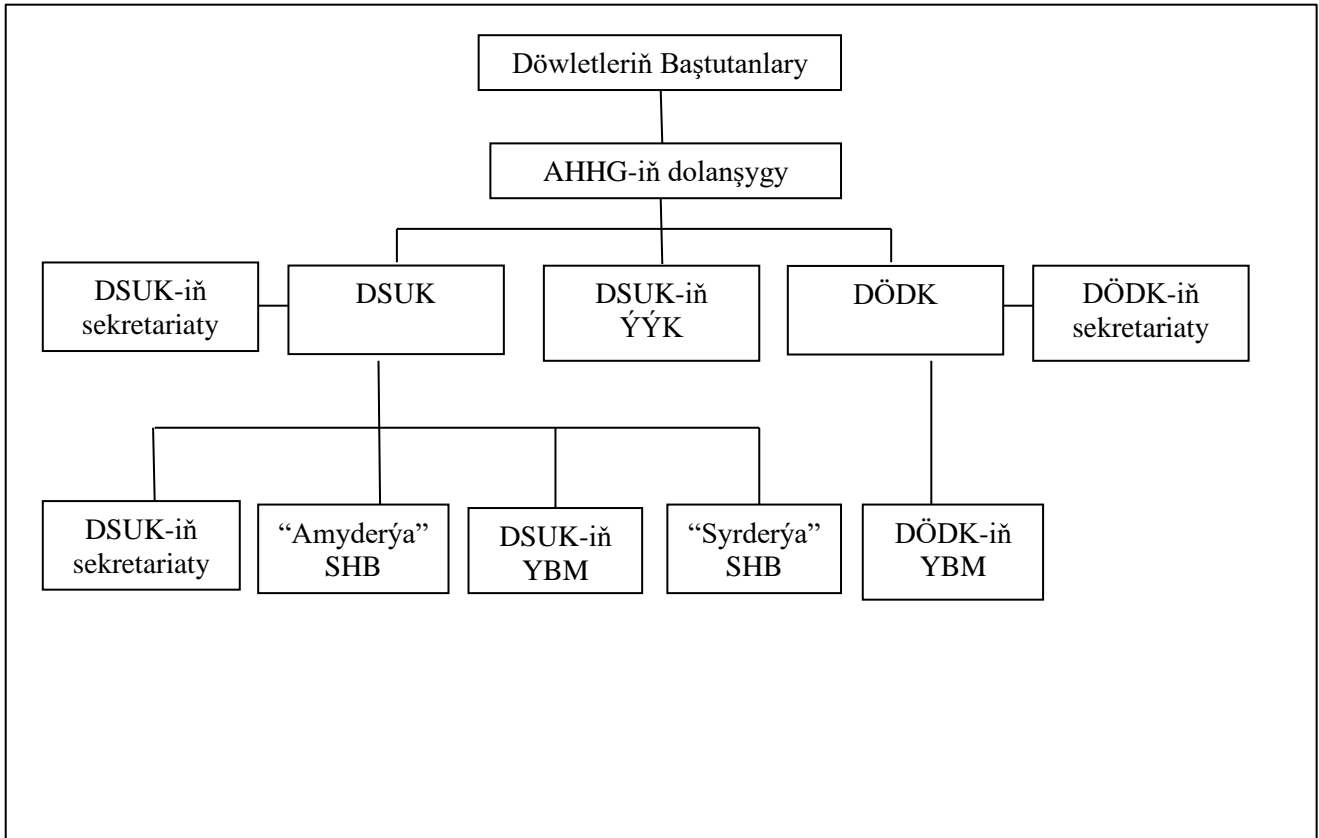 Döwletleriň Baştutanlary
AHHG-iň dolanşygy
DSUK-iň
sekretariaty
DSUK
DSUK-iň
ÝÝK
DÖDK
DÖDK-iň
sekretariaty
DSUK-iň
sekretariaty
“Amyderýa”
SHB
DSUK-iň
YBM
“Syrderýa”
SHB
DÖDK-iň
YBM